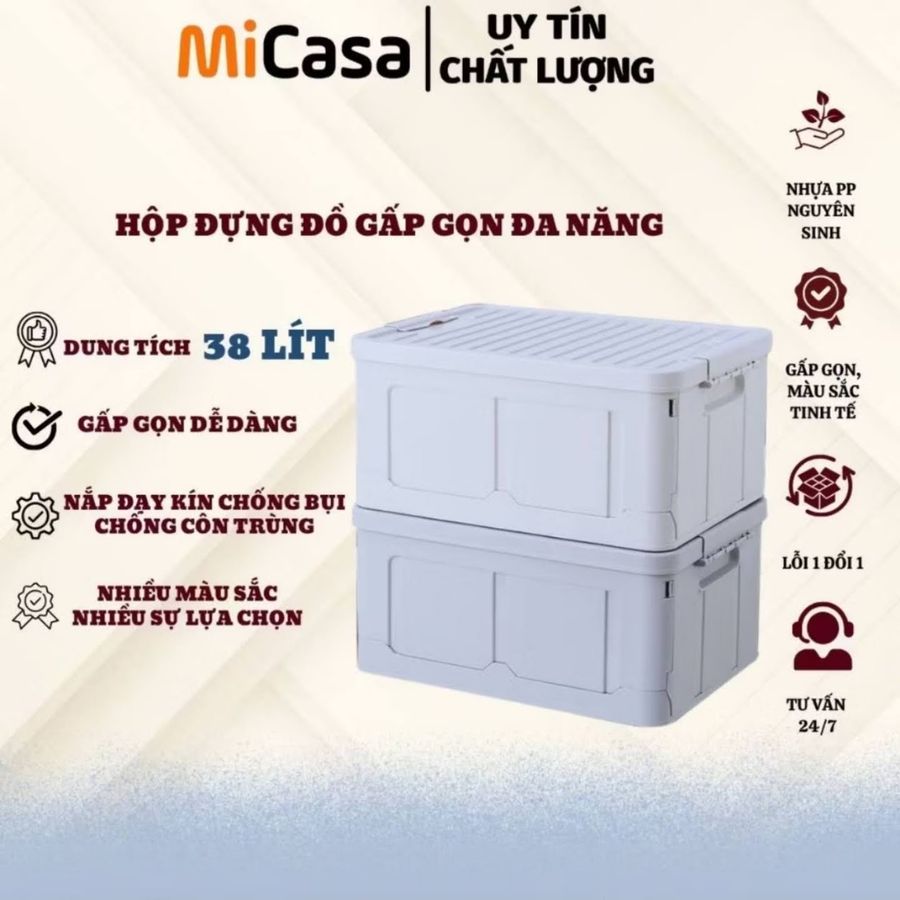 MiCasa
UY TÍN
CHẤT LƯỢNG
HỘP ĐỰNG ĐỒ GẤP GỌN ĐA NĂNG
DUNG TÍCH 38 LÍT
GẤP GỌN DỄ DÀNG
NẮP ĐẠY KÍN CHỐNG BỤI
CHỐNG CÔN TRÙNG
NHIỀU MÀU SẮC
NHIỀU SỰ LỰA CHỌN
NHỰA PP
NGUYÊN
SINH
GẤP GỌN,
MÀU SẮC
TINH TẾ
LỖI 1 ĐỔI 1
TƯ VẤN
24/7